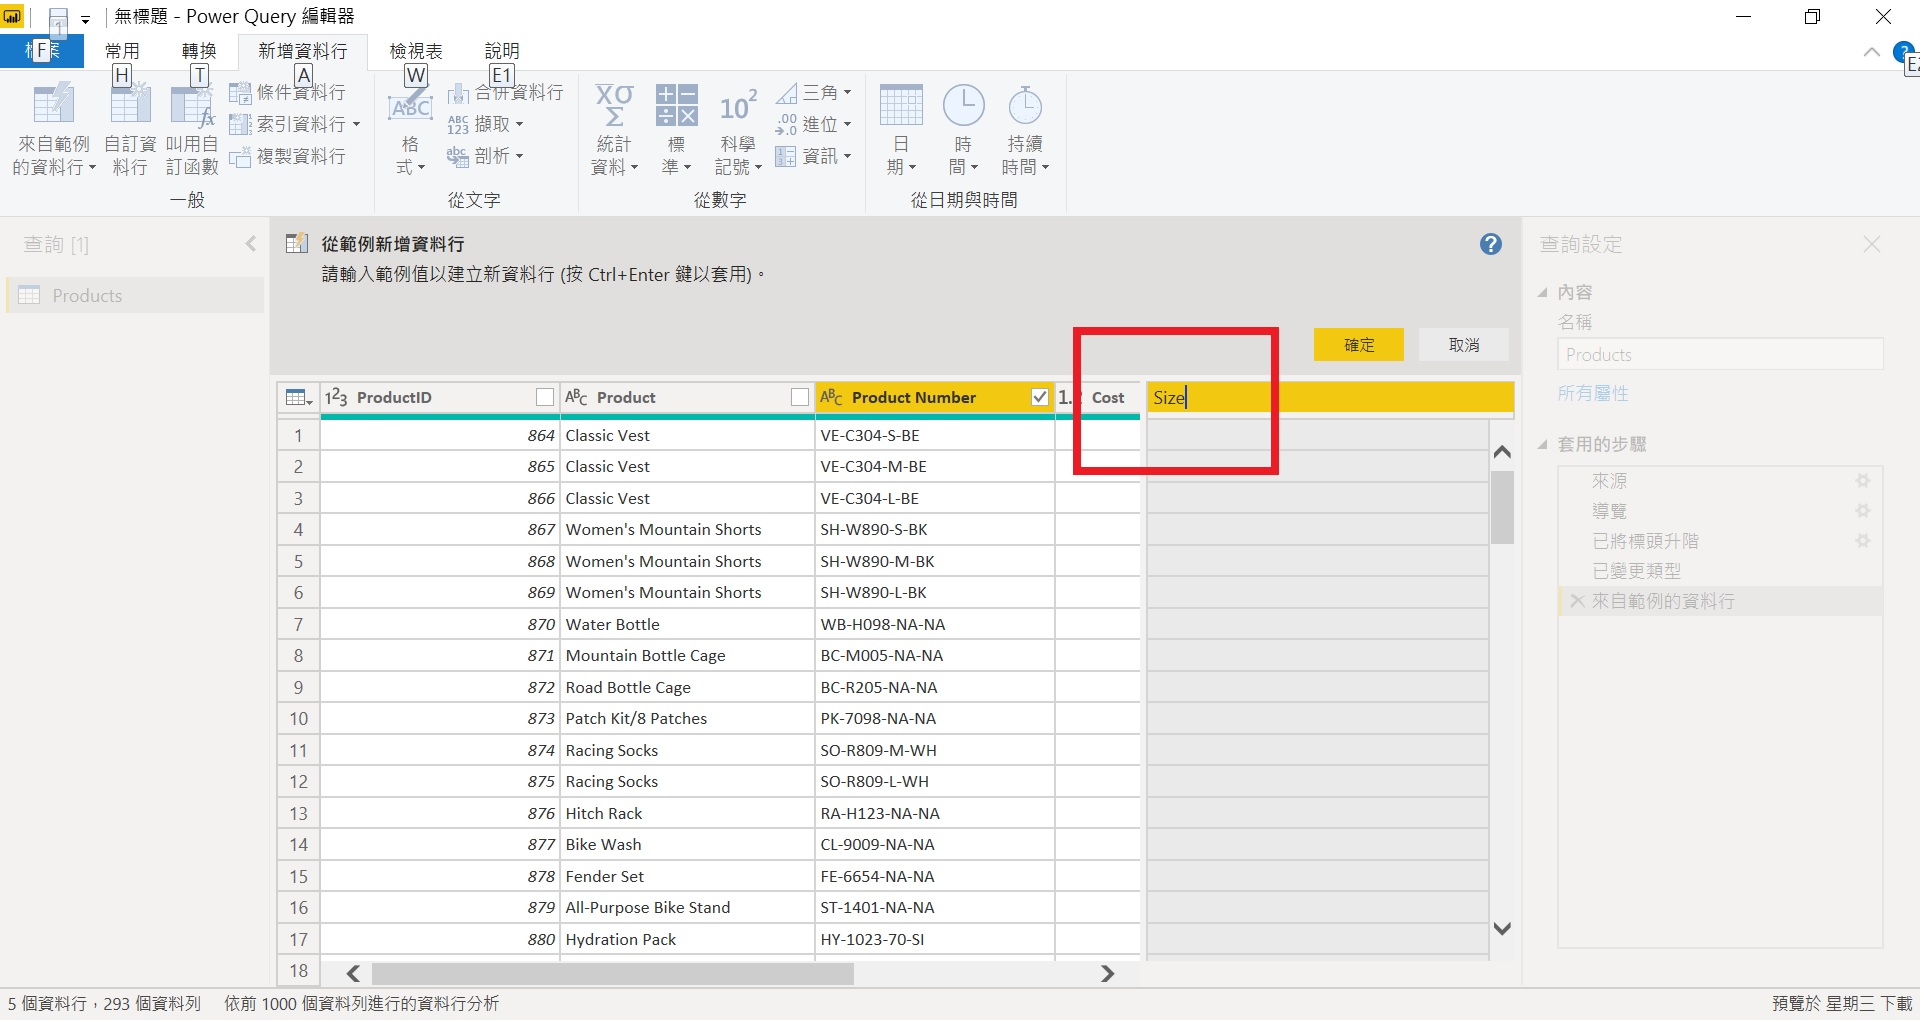 1 無標題 - Power Query 編輯器
F 常用 轉換 新增資料行 檢視表 說明
H T A W E1 E2
來自範例的資料行
自訂資料行
叫用自訂函數
條件資料行
索引資料行
複製資料行
一般
格式
合併資料行
擷取
剖析
從文字
統計資料
標準
科學記號
三角
進位
資訊
從數字
日期
時間
持續時間
從日期與時間
查詢 [1]
Products
從範例新增資料行
請輸入範例值以建立新資料行 (按 Ctrl+Enter 鍵以套用)。
確定 取消
ProductID Product Product Number Cost Size
1 864 Classic Vest VE-C304-S-BE
2 865 Classic Vest VE-C304-M-BE
3 866 Classic Vest VE-C304-L-BE
4 867 Women's Mountain Shorts SH-W890-S-BK
5 868 Women's Mountain Shorts SH-W890-M-BK
6 869 Women's Mountain Shorts SH-W890-L-BK
7 870 Water Bottle WB-H098-NA-NA
8 871 Mountain Bottle Cage BC-M005-NA-NA
9 872 Road Bottle Cage BC-R205-NA-NA
10 873 Patch Kit/8 Patches PK-7098-NA-NA
11 874 Racing Socks SO-R809-M-WH
12 875 Racing Socks SO-R809-L-WH
13 876 Hitch Rack RA-H123-NA-NA
14 877 Bike Wash CL-9009-NA-NA
15 878 Fender Set FE-6654-NA-NA
16 879 All-Purpose Bike Stand ST-1401-NA-NA
17 880 Hydration Pack HY-1023-70-SI
18
查詢設定
內容
名稱
Products
所有屬性
套用的步驟
來源
導覽
已將標頭升階
已變更類型
來自範例的資料行
5 個資料行，293 個資料列 依前 1000 個資料列進行的資料行分析
預覽於 星期三 下載